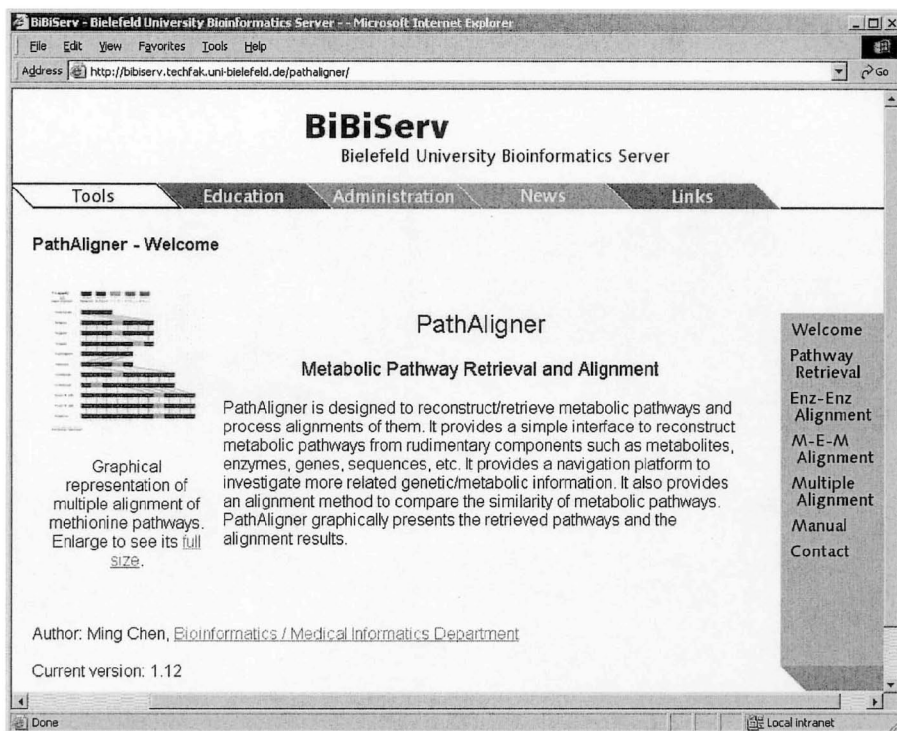 BiBiServ - Bielefeld University Bioinformatics Server - - Microsoft Internet Explorer
File Edit View Favorites Tools Help
Address http://bibiserv.techfak.uni-bielefeld.de/pathaligner/ Go
BiBiServ
Bielefeld University Bioinformatics Server
Tools Education Administration News Links
PathAligner - Welcome
Graphical
representation of
multiple alignment of
methionine pathways.
Enlarge to see its full
size.
PathAligner
Metabolic Pathway Retrieval and Alignment
PathAligner is designed to reconstruct/retrieve metabolic pathways and
process alignments of them. It provides a simple interface to reconstruct
metabolic pathways from rudimentary components such as metabolites,
enzymes, genes, sequences, etc. It provides a navigation platform to
investigate more related genetic/metabolic information. It also provides
an alignment method to compare the similarity of metabolic pathways.
PathAligner graphically presents the retrieved pathways and the
alignment results.
Welcome
Pathway
Retrieval
Enz-Enz
Alignment
M-E-M
Alignment
Multiple
Alignment
Manual
Contact
Author: Ming Chen, Bioinformatics / Medical Informatics Department
Current version: 1.12
Done Local intranet